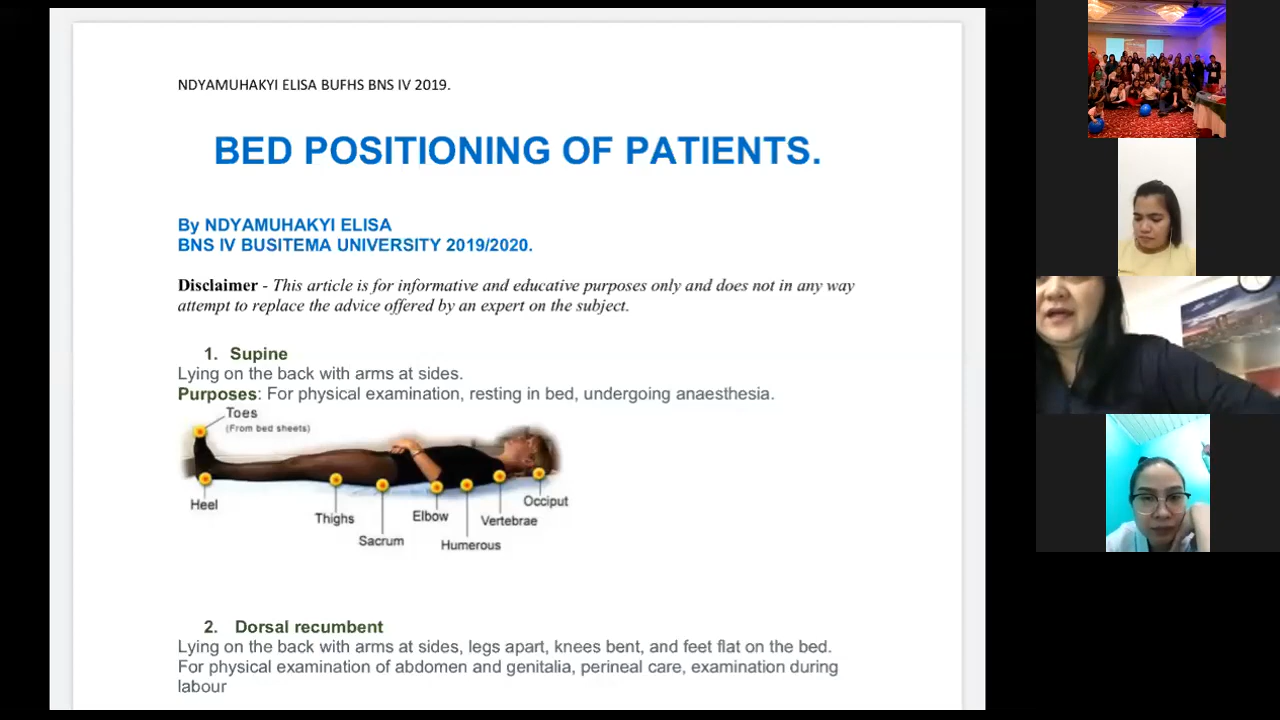 NDYAMUHAKYI ELISA BUFHS BNS IV 2019.
BED POSITIONING OF PATIENTS.
By NDYAMUHAKYI ELISA
BNS IV BUSITEMA UNIVERSITY 2019/2020.
Disclaimer - This article is for informative and educative purposes only and does not in any way
attempt to replace the advice offered by an expert on the subject.
1. Supine
Lying on the back with arms at sides.
Purposes: For physical examination, resting in bed, undergoing anaesthesia.
Toes
(From bed sheets)
Heel
Thighs
Sacrum
Elbow
Humerous
Vertebrae
Occiput
2. Dorsal recumbent
Lying on the back with arms at sides, legs apart, knees bent, and feet flat on the bed.
For physical examination of abdomen and genitalia, perineal care, examination during
labour